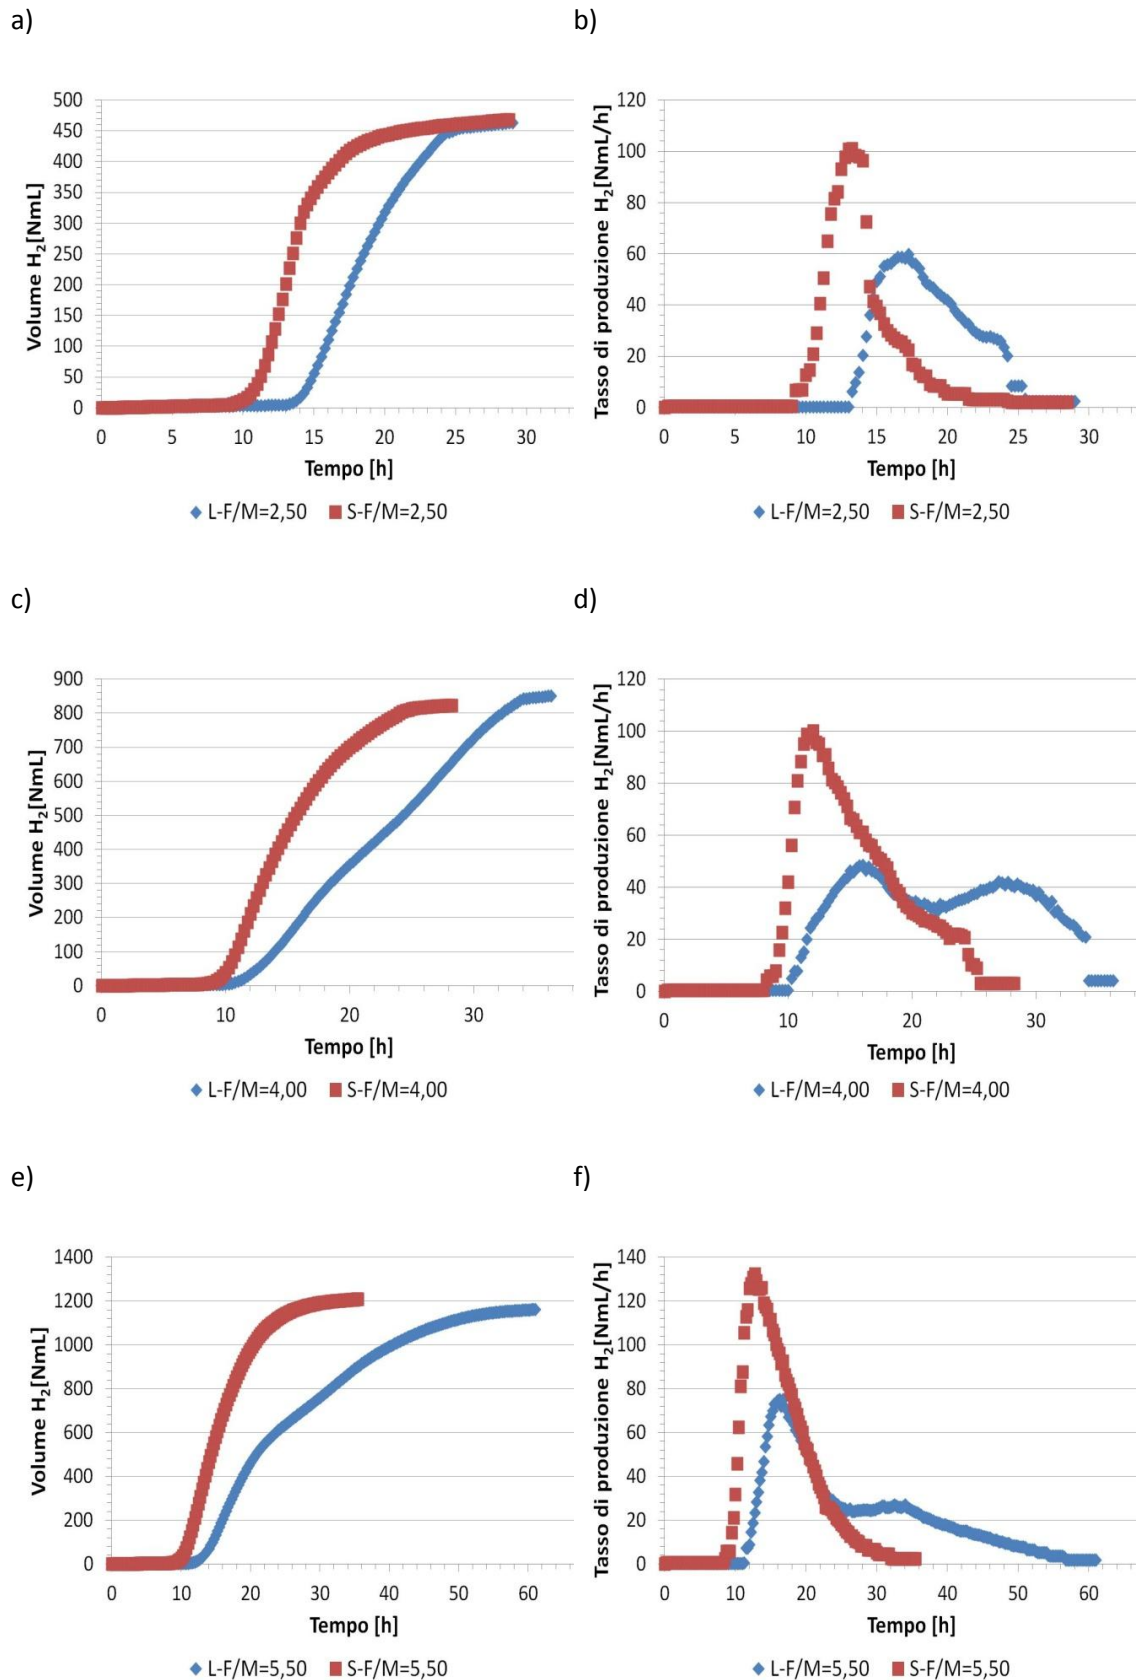 a)
b)
Volume H₂[NmL]
500
450
400
350
300
250
200
150
100
50
0
0 5 10 15 20 25 30
Tempo [h]
L-F/M=2,50 S-F/M=2,50
Tasso di produzione H₂[NmL/h]
120
100
80
60
40
20
0
0 5 10 15 20 25 30
Tempo [h]
L-F/M=2,50 S-F/M=2,50
c)
d)
Volume H₂[NmL]
900
800
700
600
500
400
300
200
100
0
0 10 20 30
Tempo [h]
L-F/M=4,00 S-F/M=4,00
Tasso di produzione H₂[NmL/h]
120
100
80
60
40
20
0
0 10 20 30
Tempo [h]
L-F/M=4,00 S-F/M=4,00
e)
f)
Volume H₂[NmL]
1400
1200
1000
800
600
400
200
0
0 10 20 30 40 50 60
Tempo [h]
L-F/M=5,50 S-F/M=5,50
Tasso di produzione H₂[NmL/h]
140
120
100
80
60
40
20
0
0 10 20 30 40 50 60
Tempo [h]
L-F/M=5,50 S-F/M=5,50